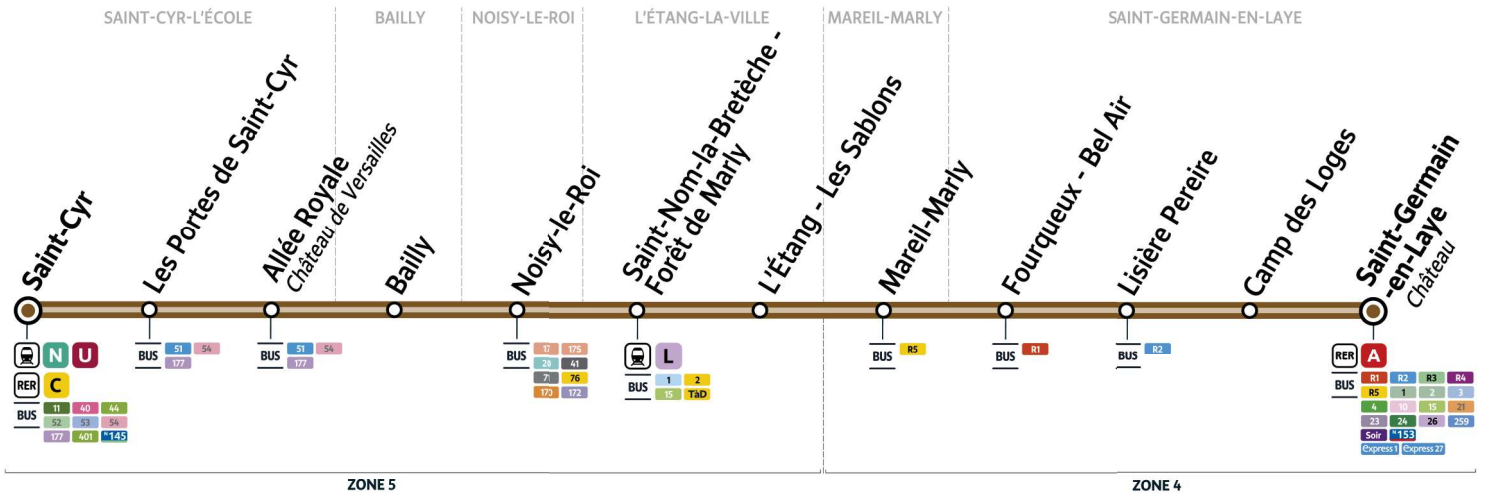 SAINT-CYR-L'ÉCOLE
BAILLY
NOISY-LE-ROI
L'ÉTANG-LA-VILLE
MAREIL-MARLY
SAINT-GERMAIN-EN-LAYE
Saint-Cyr
Les Portes de Saint-Cyr
Allée Royale
Château de Versailles
Bailly
Noisy-le-Roi
Saint-Nom-la-Bretèche -
Forêt de Marly
L'Étang - Les Sablons
Mareil-Marly
Fourqueux - Bel Air
Lisière Pereire
Camp des Loges
Saint-Germain
-en-Laye
Château
N U
RER C
BUS 11 40 44
52 53 54
177 401 N145
BUS 51 54
177
BUS 51 54
177
BUS 17 175
41
76
170 172
L
BUS 1 2
15 TàD
BUS R5
BUS R1
BUS R2
RER A
BUS R1 R2 R3 R4
R5 1 2 3
4 10 15 21
23 24 26 259
Soir N153
express 1 express 27
ZONE 5
ZONE 4